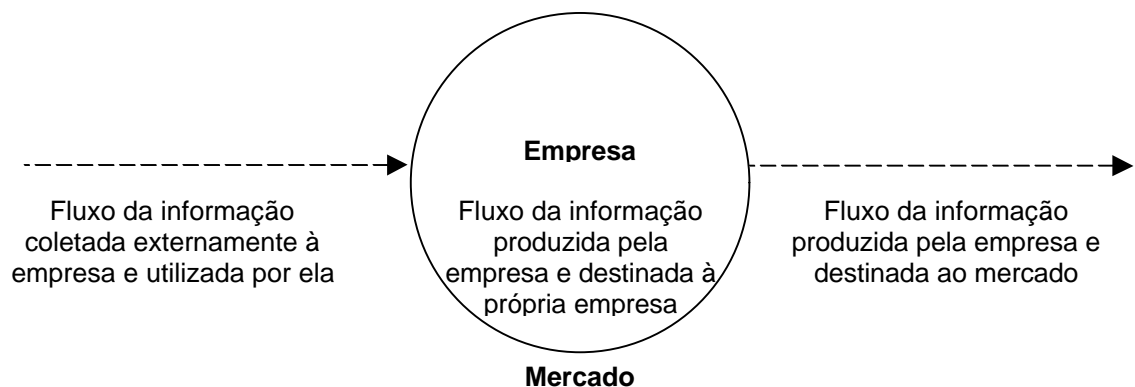 Empresa
Fluxo da informação
coletada externamente à
empresa e utilizada por ela
Fluxo da informação
produzida pela
empresa e destinada à
própria empresa
Fluxo da informação
produzida pela empresa e
destinada ao mercado
Mercado